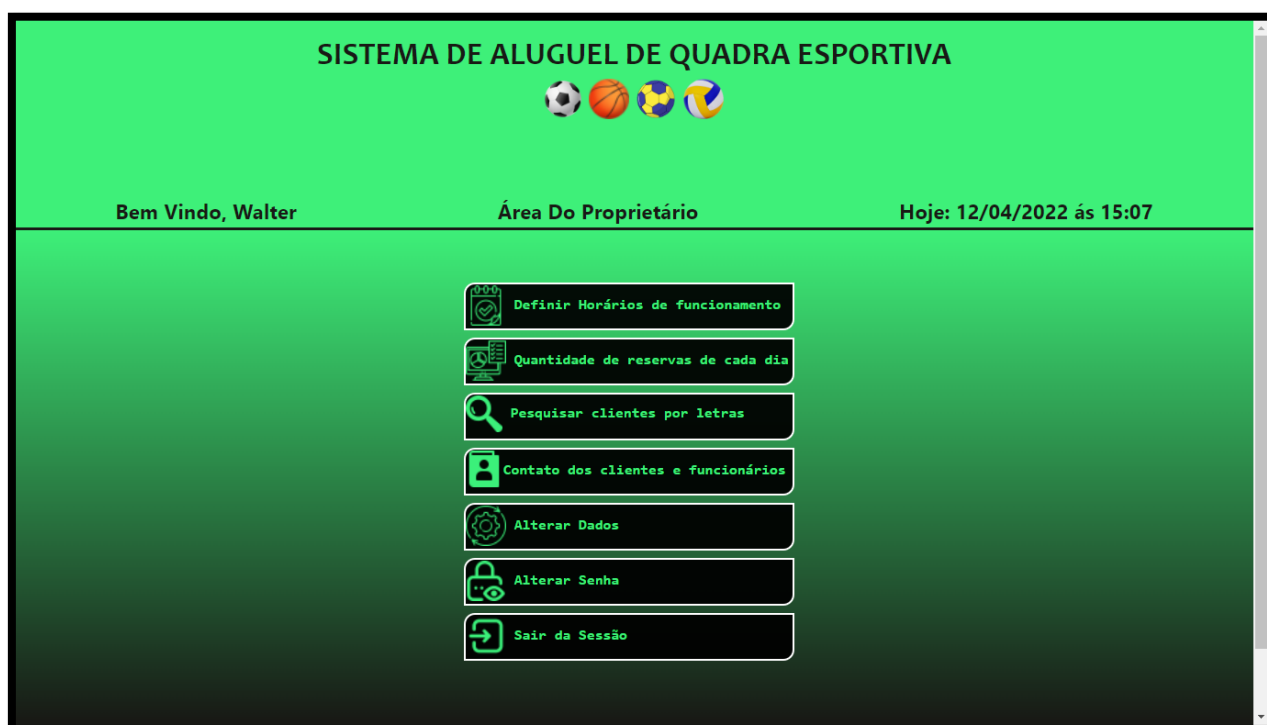 SISTEMA DE ALUGUEL DE QUADRA ESPORTIVA
Bem Vindo, Walter
Área Do Proprietário
Hoje: 12/04/2022 ás 15:07
Definir Horários de funcionamento
Quantidade de reservas de cada dia
Pesquisar clientes por letras
Contato dos clientes e funcionários
Alterar Dados
Alterar Senha
Sair da Sessão